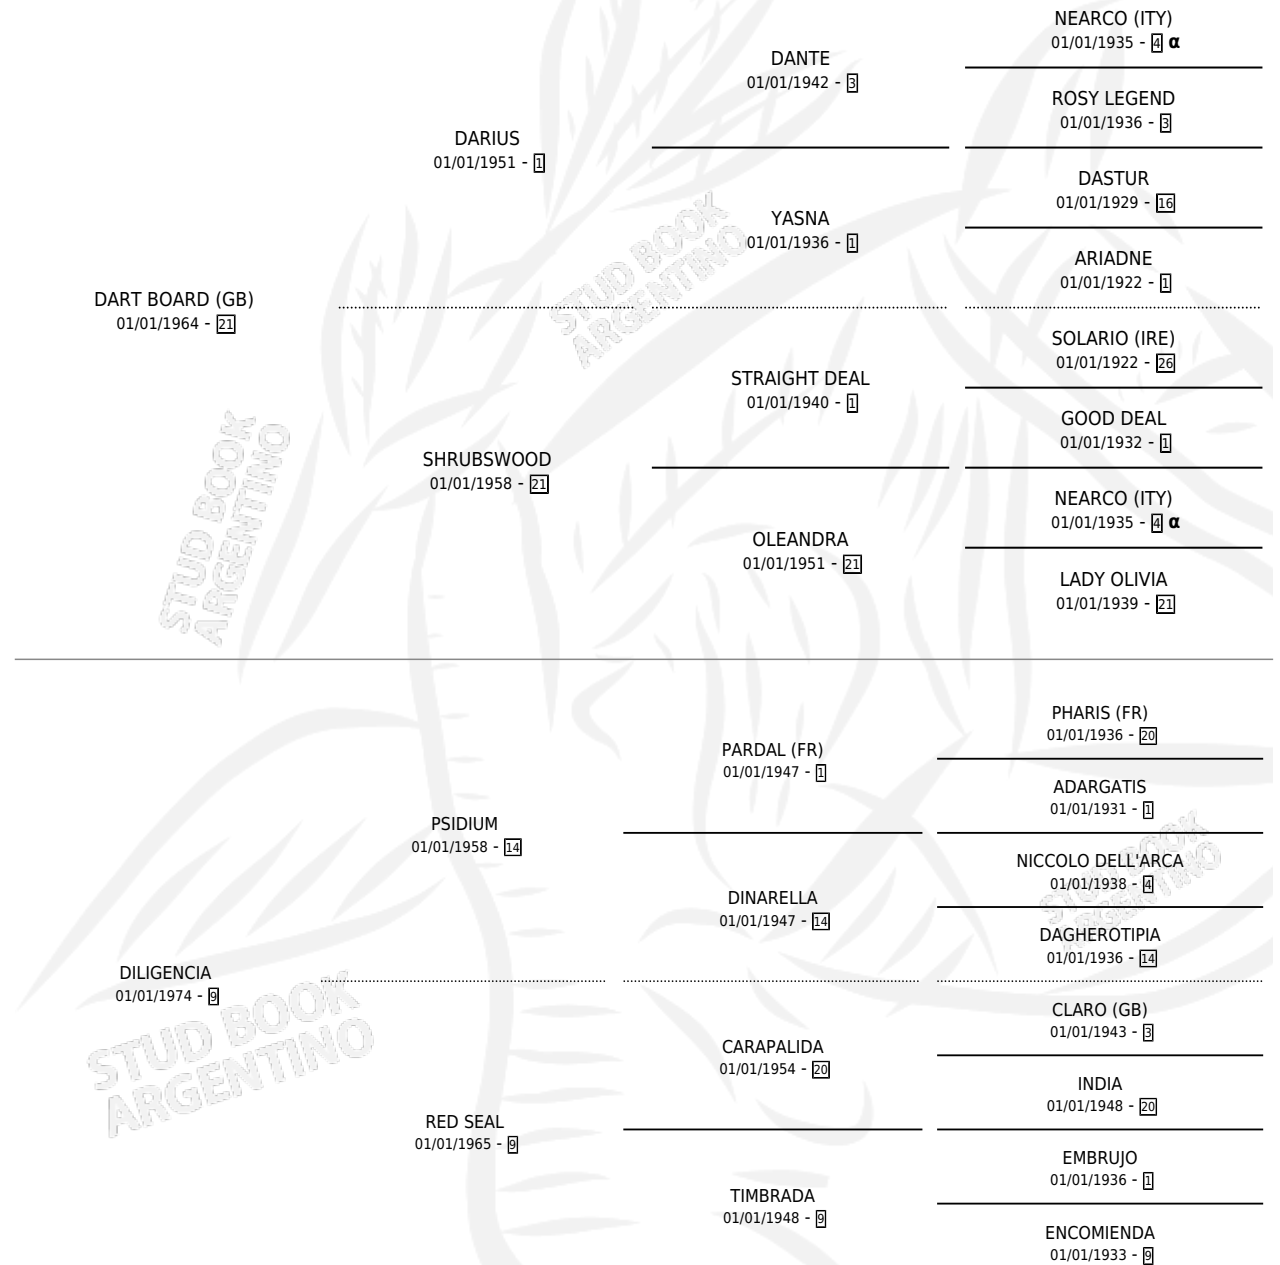 NEARCO (ITY)
01/01/1935 - 4 α
DANTE
01/01/1942 - 3
ROSY LEGEND
01/01/1936 - 3
DARIUS
01/01/1951 - 1
DASTUR
01/01/1929 - 16
YASNA
01/01/1936 - 1
ARIADNE
01/01/1922 - 1
DART BOARD (GB)
01/01/1964 - 21
SOLARIO (IRE)
01/01/1922 - 26
STRAIGHT DEAL
01/01/1940 - 1
GOOD DEAL
01/01/1932 - 1
SHRUBSWOOD
01/01/1958 - 21
NEARCO (ITY)
01/01/1935 - 4 α
OLEANDRA
01/01/1951 - 21
LADY OLIVIA
01/01/1939 - 21
PHARIS (FR)
01/01/1936 - 20
PARDAL (FR)
01/01/1947 - 1
ADARGATIS
01/01/1931 - 1
PSIDIUM
01/01/1958 - 14
NICCOLO DELL'ARCA
01/01/1938 - 4
DINARELLA
01/01/1947 - 14
DAGHEROTIPIA
01/01/1936 - 14
DILIGENCIA
01/01/1974 - 9
CLARO (GB)
01/01/1943 - 3
CARAPALIDA
01/01/1954 - 20
INDIA
01/01/1948 - 20
RED SEAL
01/01/1965 - 9
EMBRUJO
01/01/1936 - 1
TIMBRADA
01/01/1948 - 9
ENCOMIENDA
01/01/1933 - 9
STUD BOOK
ARGENTINO
STUD BOOK
ARGENTINO
STUD BOOK
ARGENTINO
STUD BOOK
ARGENTINO